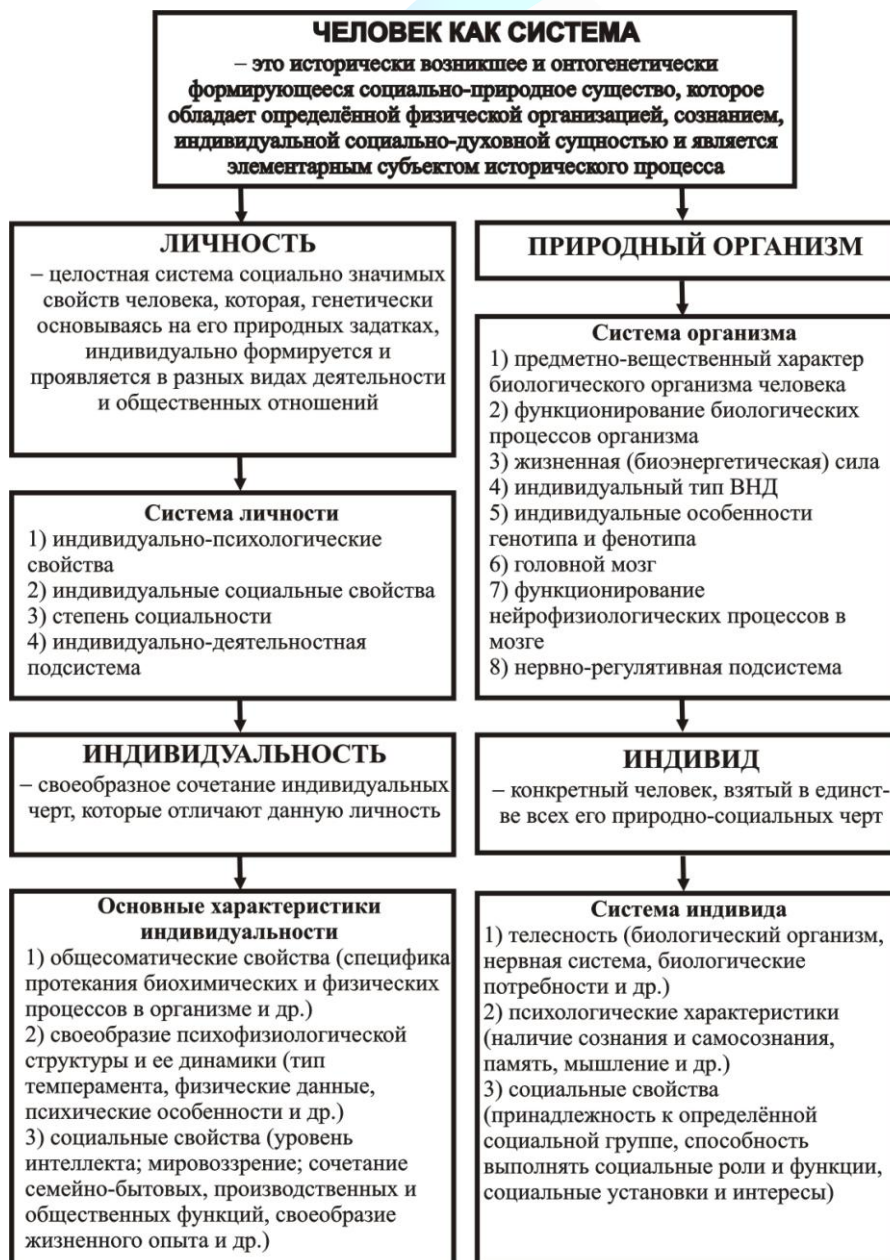 ЧЕЛОВЕК КАК СИСТЕМА
– это исторически возникшее и онтогенетически
формирующееся социально-природное существо, которое
обладает определённой физической организацией, сознанием,
индивидуальной социально-духовной сущностью и является
элементарным субъектом исторического процесса
ЛИЧНОСТЬ
– целостная система социально значимых
свойств человека, которая, генетически
основываясь на его природных задатках,
индивидуально формируется и
проявляется в разных видах деятельности
и общественных отношений
Система личности
1) индивидуально-психологические
свойства
2) индивидуальные социальные свойства
3) степень социальности
4) индивидуально-деятельностная
подсистема
ИНДИВИДУАЛЬНОСТЬ
– своеобразное сочетание индивидуальных
черт, которые отличают данную личность
Основные характеристики
индивидуальности
1) общесоматические свойства (специфика
протекания биохимических и физических
процессов в организме и др.)
2) своеобразие психофизиологической
структуры и ее динамики (тип
темперамента, физические данные,
психические особенности и др.)
3) социальные свойства (уровень
интеллекта; мировоззрение; сочетание
семейно-бытовых, производственных и
общественных функций, своеобразие
жизненного опыта и др.)
ПРИРОДНЫЙ ОРГАНИЗМ
Система организма
1) предметно-вещественный характер
биологического организма человека
2) функционирование биологических
процессов организма
3) жизненная (биоэнергетическая) сила
4) индивидуальный тип ВНД
5) индивидуальные особенности
генотипа и фенотипа
6) головной мозг
7) функционирование
нейрофизиологических процессов в
мозге
8) нервно-регулятивная подсистема
ИНДИВИД
– конкретный человек, взятый в единст-
ве всех его природно-социальных черт
Система индивида
1) телесность (биологический организм,
нервная система, биологические
потребности и др.)
2) психологические характеристики
(наличие сознания и самосознания,
память, мышление и др.)
3) социальные свойства
(принадлежность к определённой
социальной группе, способность
выполнять социальные роли и функции,
социальные установки и интересы)